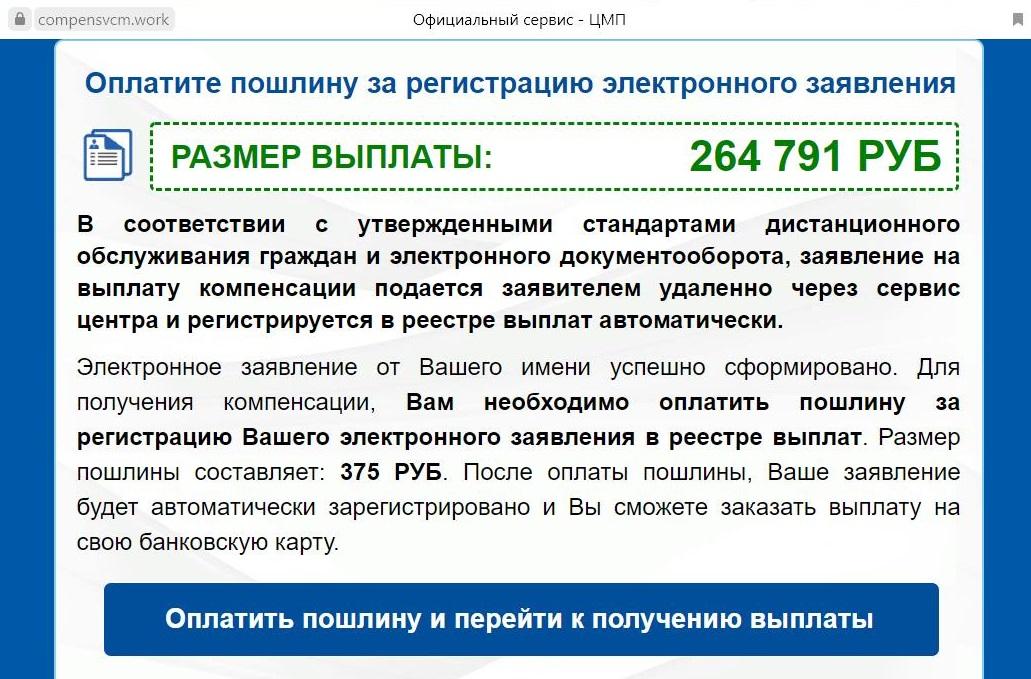 compensvcm.work
Официальный сервис - ЦМП
Оплатите пошлину за регистрацию электронного заявления
РАЗМЕР ВЫПЛАТЫ: 264 791 РУБ
В соответствии с утвержденными стандартами дистанционного
обслуживания граждан и электронного документооборота, заявление на
выплату компенсации подается заявителем удаленно через сервис
центра и регистрируется в реестре выплат автоматически.
Электронное заявление от Вашего имени успешно сформировано. Для
получения компенсации, Вам необходимо оплатить пошлину за
регистрацию Вашего электронного заявления в реестре выплат. Размер
пошлины составляет: 375 РУБ. После оплаты пошлины, Ваше заявление
будет автоматически зарегистрировано и Вы сможете заказать выплату на
свою банковскую карту.
Оплатить пошлину и перейти к получению выплаты